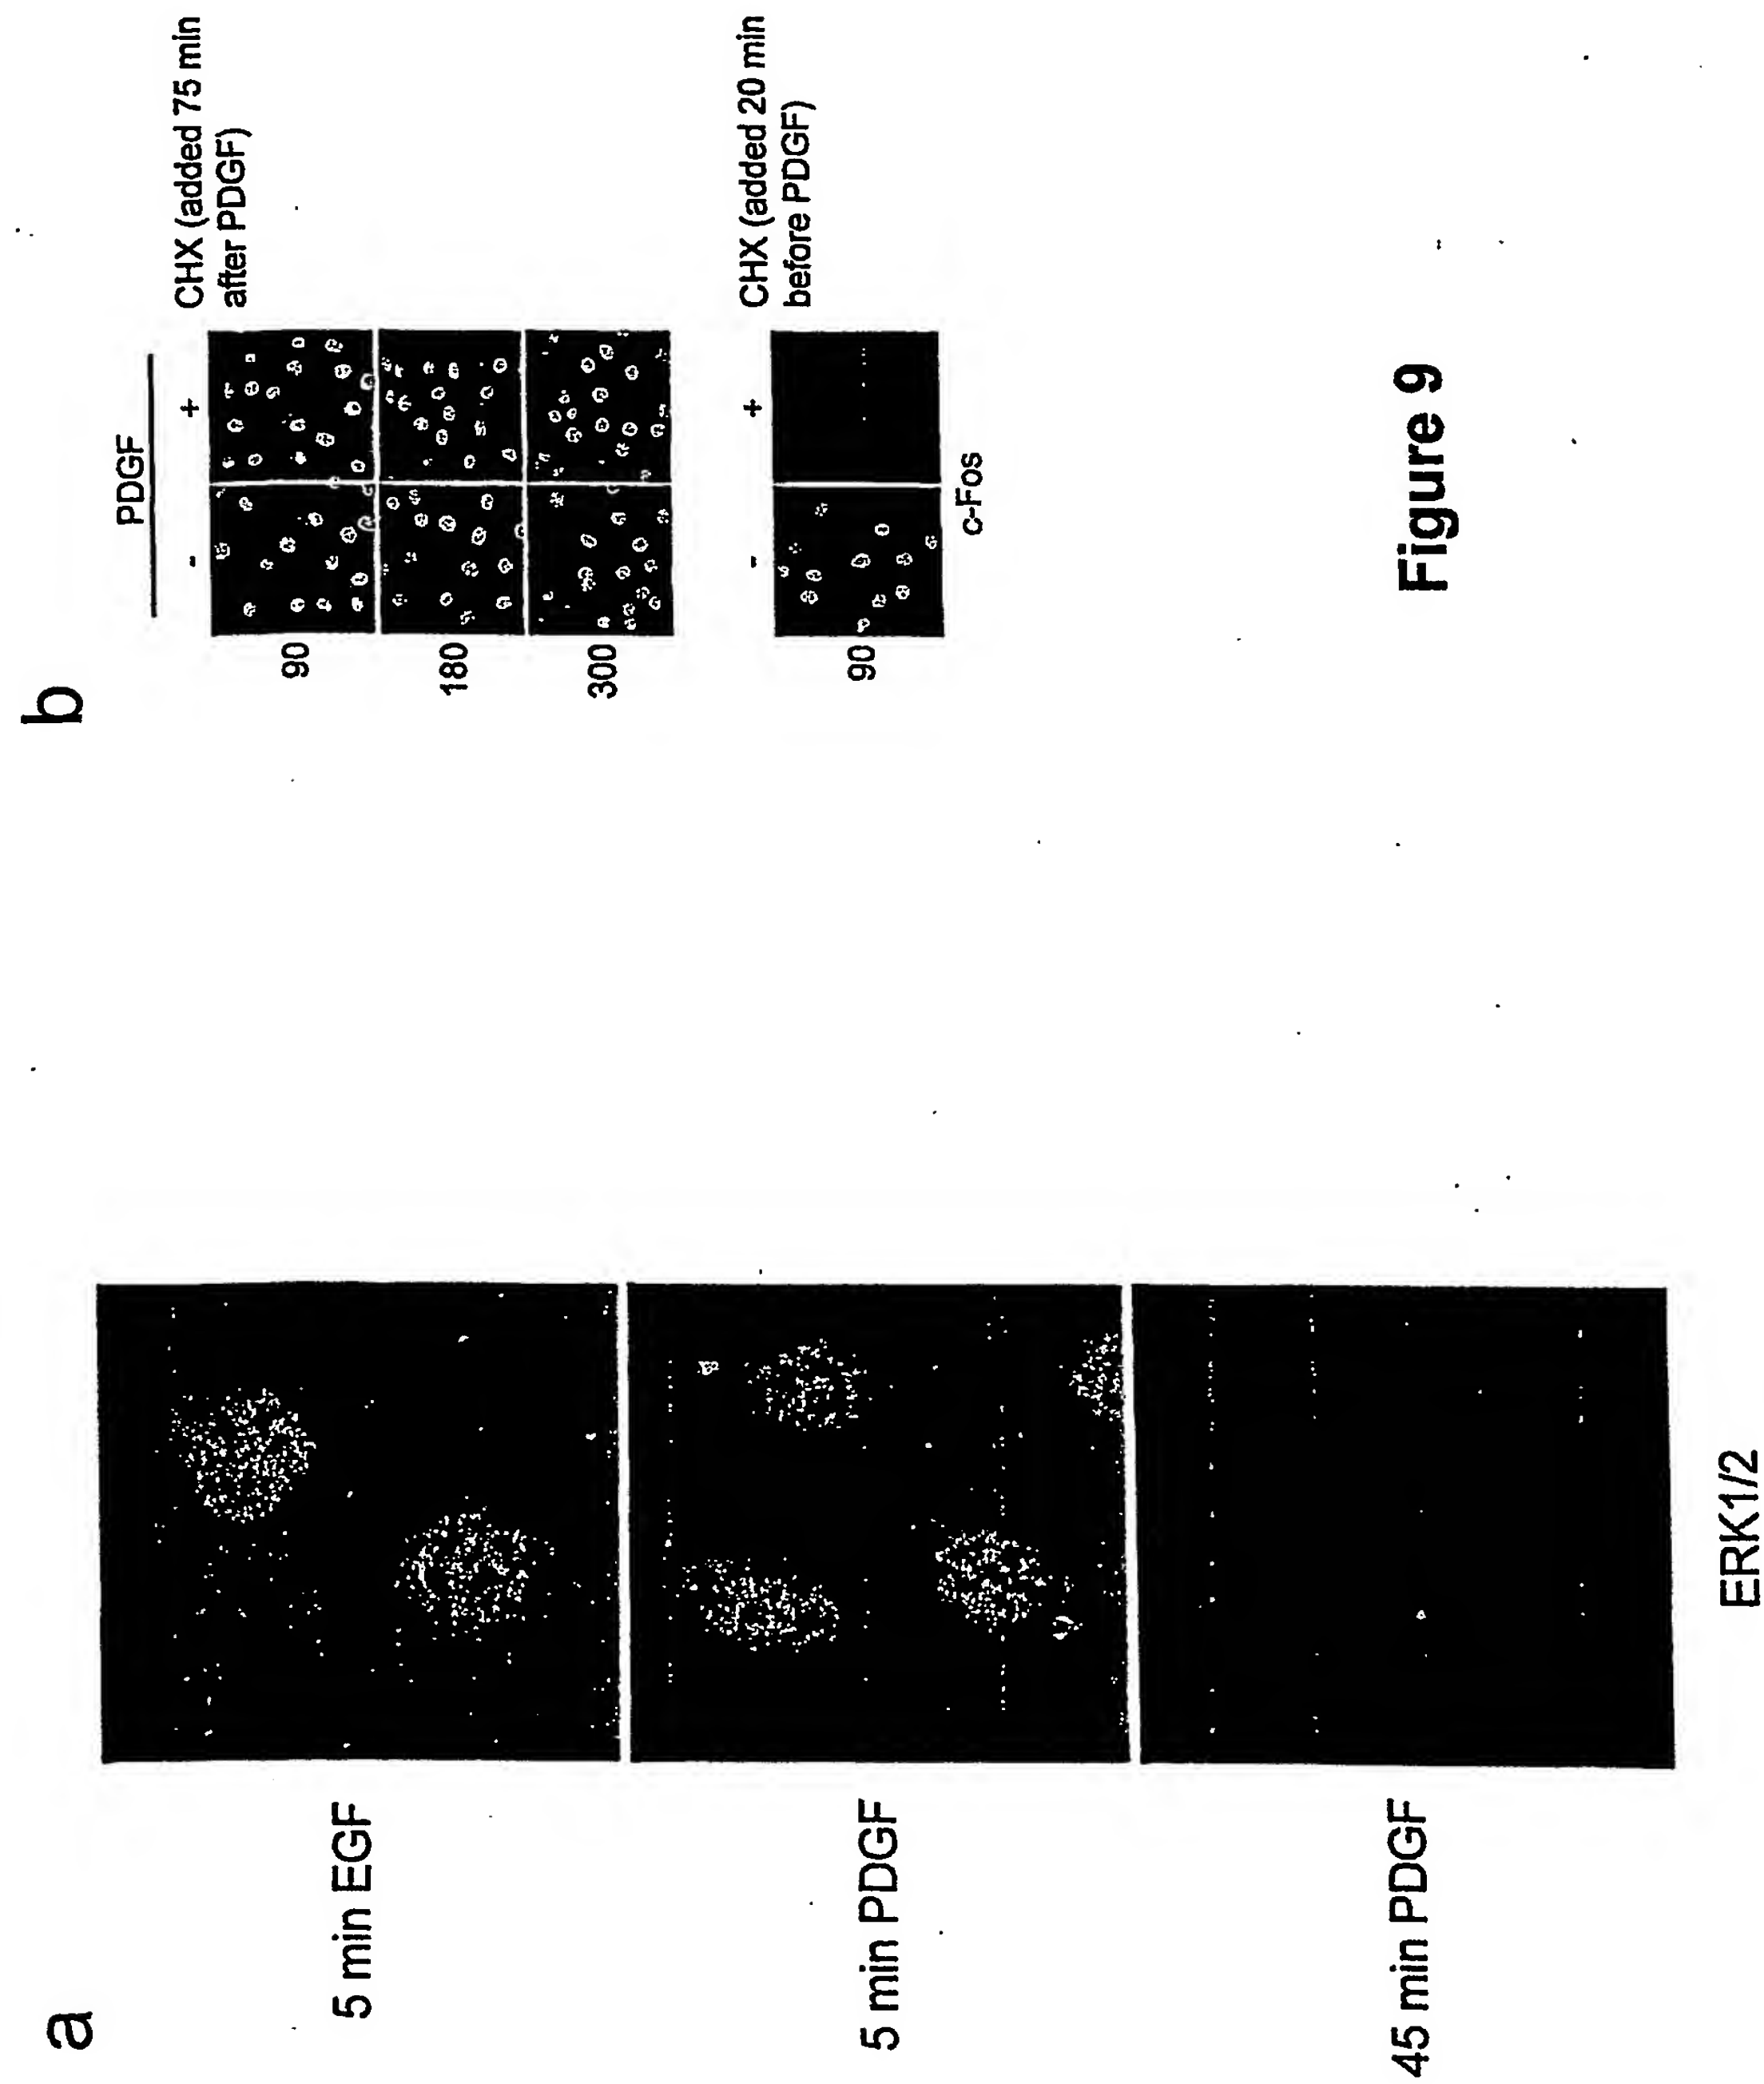 a
5 min EGF
5 min PDGF
45 min PDGF
ERK1/2
b
PDGF
- +
CHX (added 75 min
after PDGF)
90
180
300
- +
CHX (added 20 min
before PDGF)
90
c-Fos
Figure 9